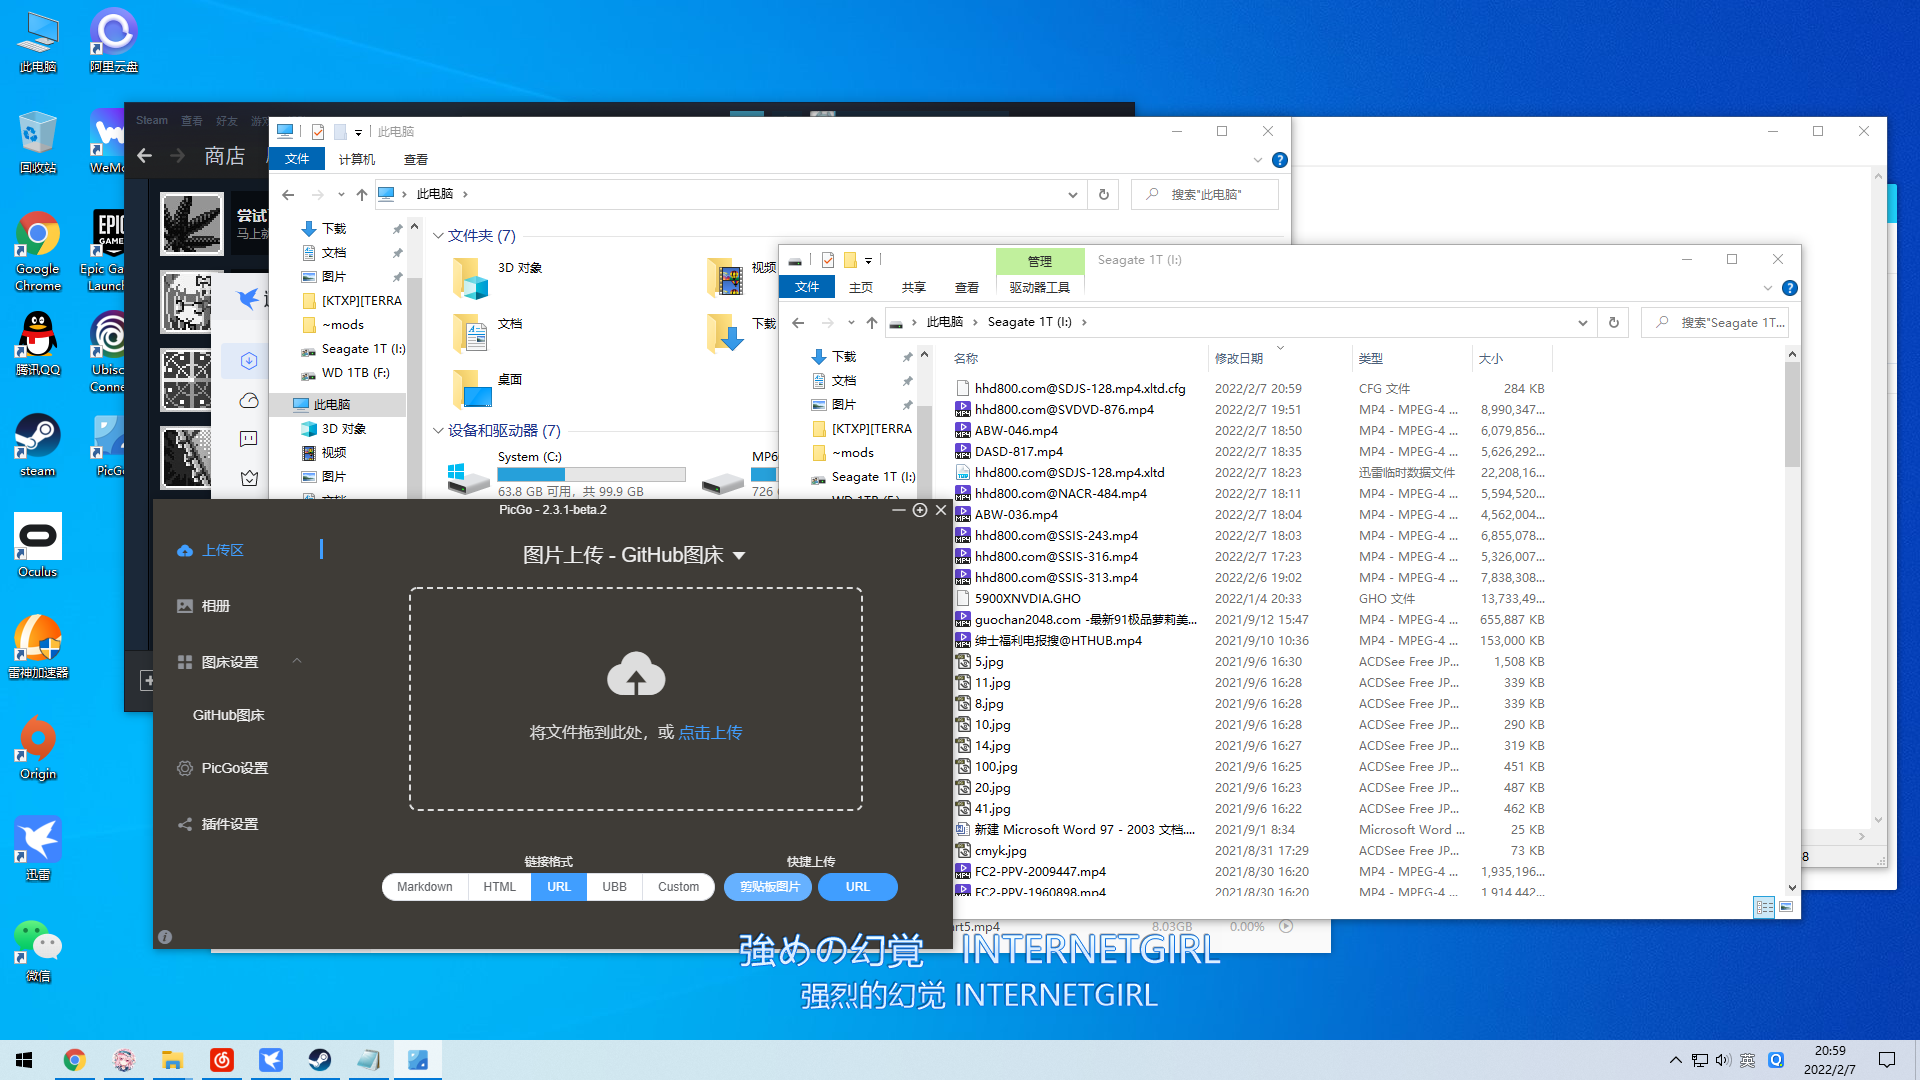 此电脑
阿里云盘
回收站
WeMo
Google Chrome
Epic Ga
Launch
腾讯QQ
Ubisc
Conne
steam
PicGo
Oculus
雷神加速器
Origin
迅雷
微信
Steam 查看 好友 游戏
商店
尝试
马上
此电脑
文件 计算机 查看
此电脑
搜索"此电脑"
下载
文档
图片
[KTXP][TERRA
~mods
Seagate 1T (I:)
WD 1TB (F:)
此电脑
3D 对象
视频
图片
文件夹 (7)
3D 对象
视频
文档
下载
桌面
设备和驱动器 (7)
System (C:)
63.8 GB 可用，共 99.9 GB
MP6
726
管理
Seagate 1T (I:)
文件 主页 共享 查看 驱动器工具
此电脑 Seagate 1T (I:)
搜索"Seagate 1T...
下载
文档
图片
[KTXP][TERRA
~mods
Seagate 1T (I:)
WD 1TB (F:)
名称 修改日期 类型 大小
hhd800.com@SDJS-128.mp4.xltd.cfg 2022/2/7 20:59 CFG 文件 284 KB
hhd800.com@SVDVD-876.mp4 2022/2/7 19:51 MP4 - MPEG-4 ... 8,990,347...
ABW-046.mp4 2022/2/7 18:50 MP4 - MPEG-4 ... 6,079,856...
DASD-817.mp4 2022/2/7 18:35 MP4 - MPEG-4 ... 5,626,292...
hhd800.com@SDJS-128.mp4.xltd 2022/2/7 18:23 迅雷临时数据文件 22,208,16...
hhd800.com@NACR-484.mp4 2022/2/7 18:11 MP4 - MPEG-4 ... 5,594,520...
ABW-036.mp4 2022/2/7 18:04 MP4 - MPEG-4 ... 4,562,004...
hhd800.com@SSIS-243.mp4 2022/2/7 18:03 MP4 - MPEG-4 ... 6,855,078...
hhd800.com@SSIS-316.mp4 2022/2/7 17:23 MP4 - MPEG-4 ... 5,326,007...
hhd800.com@SSIS-313.mp4 2022/2/6 19:02 MP4 - MPEG-4 ... 7,838,308...
5900XNVDIA.GHO 2022/1/4 20:33 GHO 文件 13,733,49...
guochan2048.com -最新91极品萝莉美... 2021/9/12 15:47 MP4 - MPEG-4 ... 655,887 KB
绅士福利电报搜@HTHUB.mp4 2021/9/10 10:36 MP4 - MPEG-4 ... 153,000 KB
5.jpg 2021/9/6 16:30 ACDSee Free JP... 1,508 KB
11.jpg 2021/9/6 16:28 ACDSee Free JP... 339 KB
8.jpg 2021/9/6 16:28 ACDSee Free JP... 339 KB
10.jpg 2021/9/6 16:28 ACDSee Free JP... 290 KB
14.jpg 2021/9/6 16:27 ACDSee Free JP... 319 KB
100.jpg 2021/9/6 16:25 ACDSee Free JP... 451 KB
20.jpg 2021/9/6 16:23 ACDSee Free JP... 487 KB
41.jpg 2021/9/6 16:22 ACDSee Free JP... 462 KB
新建 Microsoft Word 97 - 2003 文档.... 2021/9/1 8:34 Microsoft Word ... 25 KB
cmyk.jpg 2021/8/31 17:29 ACDSee Free JP... 73 KB
FC2-PPV-2009447.mp4 2021/8/30 16:20 MP4 - MPEG-4 ... 1,935,196...
FC2-PPV-1960898.mp4 2021/8/30 16:20 MP4 - MPEG-4 ... 1,914,442...
PicGo - 2.3.1-beta.2
上传区
相册
图床设置
GitHub图床
PicGo设置
插件设置
图片上传 - GitHub图床
将文件拖到此处，或 点击上传
链接格式
Markdown HTML URL UBB Custom
快捷上传
剪贴板图片 URL
8
art5.mp4 8.03GB 0.00%
強めの幻覚 INTERNETGIRL
强烈的幻觉 INTERNETGIRL
英
20:59
2022/2/7